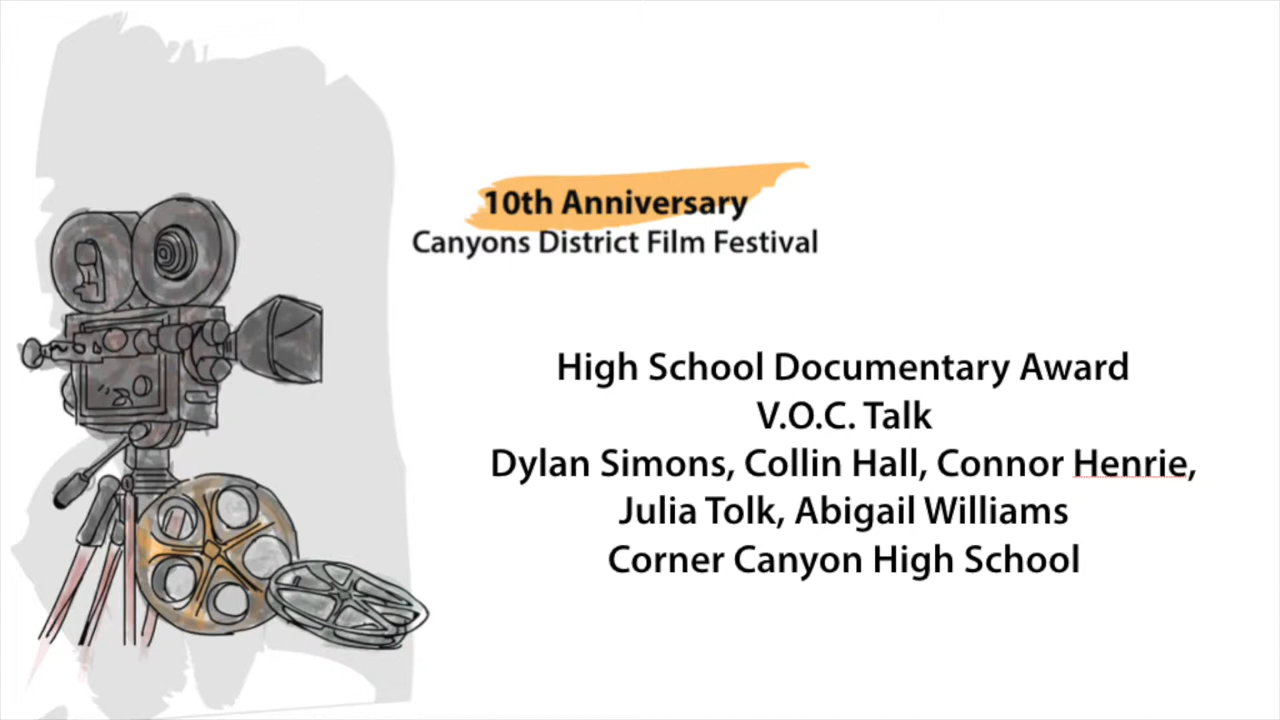 10th Anniversary
Canyons District Film Festival
High School Documentary Award
V.O.C. Talk
Dylan Simons, Collin Hall, Connor Henrie,
Julia Tolk, Abigail Williams
Corner Canyon High School